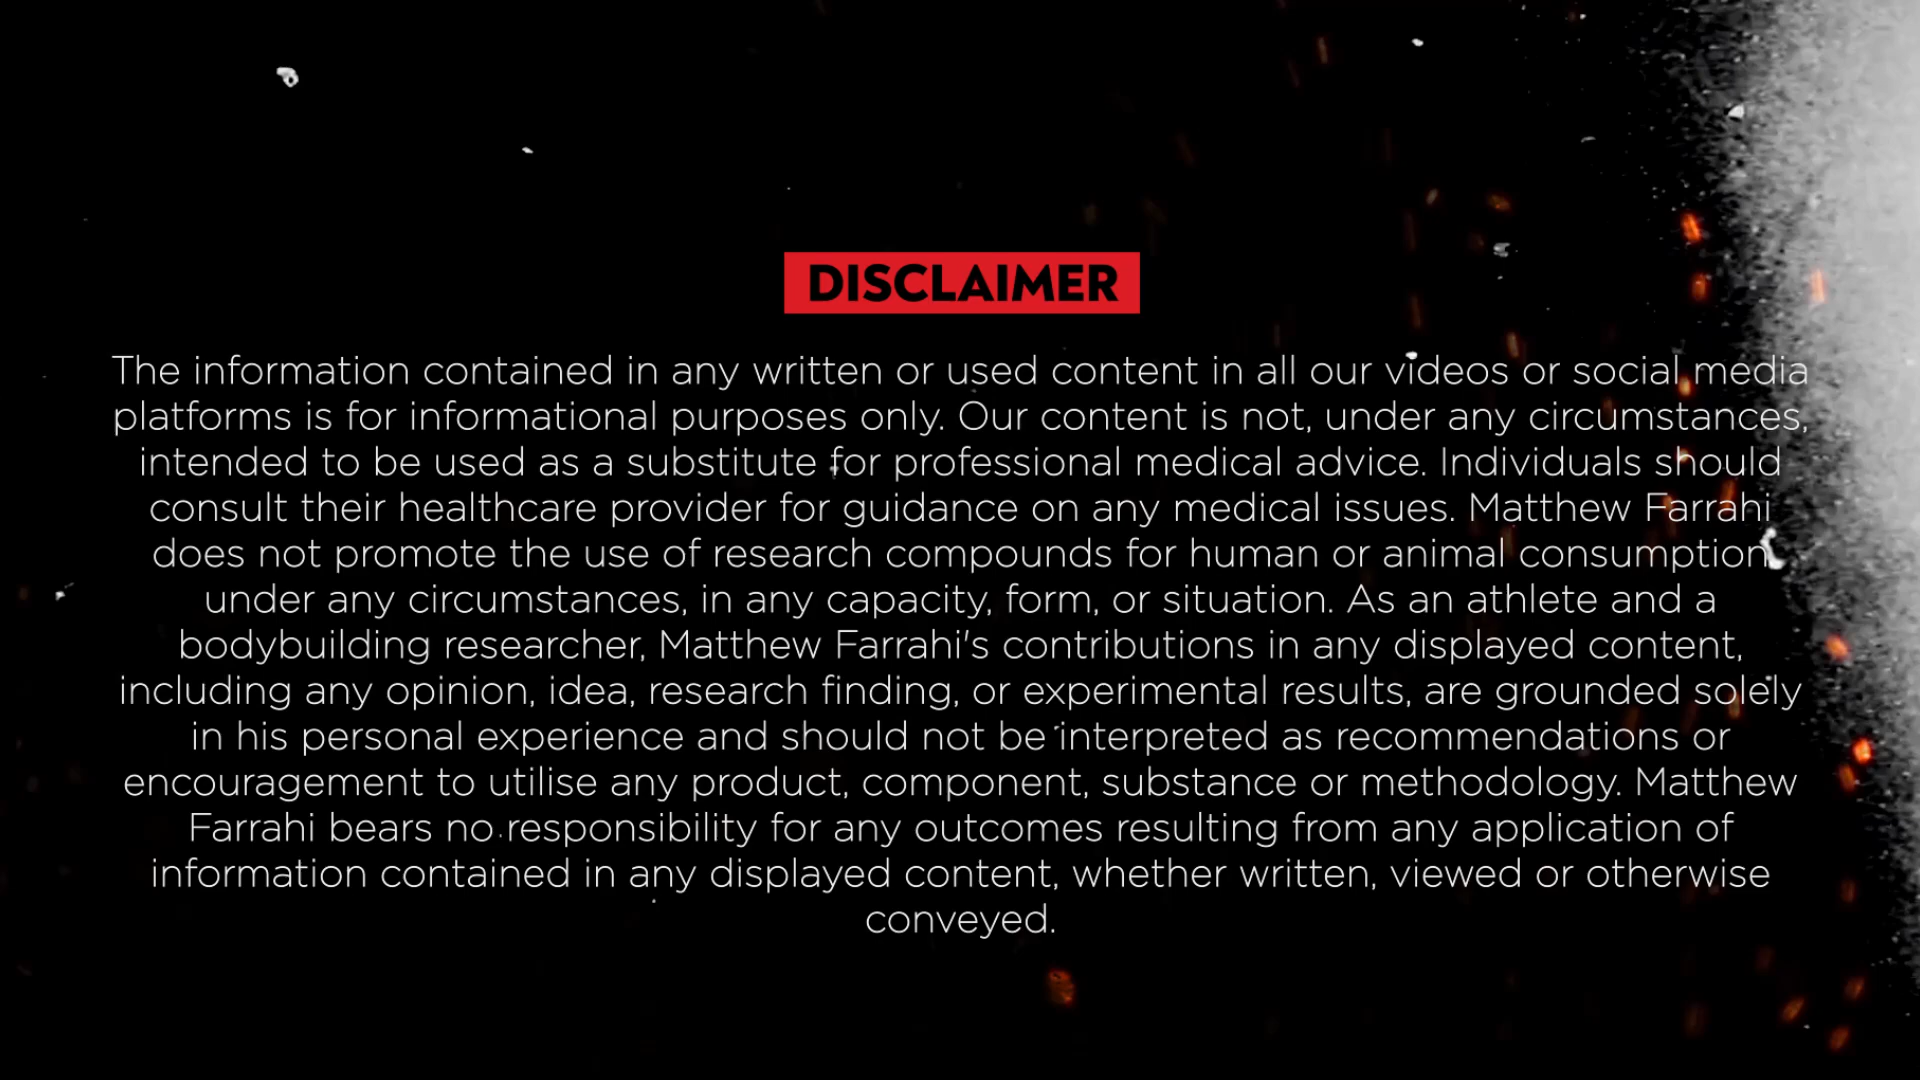 DISCLAIMER
The information contained in any written or used content in all our videos or social media
platforms is for informational purposes only. Our content is not, under any circumstances,
intended to be used as a substitute for professional medical advice. Individuals should
consult their healthcare provider for guidance on any medical issues. Matthew Farrahi
does not promote the use of research compounds for human or animal consumption
under any circumstances, in any capacity, form, or situation. As an athlete and a
bodybuilding researcher, Matthew Farrahi's contributions in any displayed content,
including any opinion, idea, research finding, or experimental results, are grounded solely
in his personal experience and should not be interpreted as recommendations or
encouragement to utilise any product, component, substance or methodology. Matthew
Farrahi bears no responsibility for any outcomes resulting from any application of
information contained in any displayed content, whether written, viewed or otherwise
conveyed.